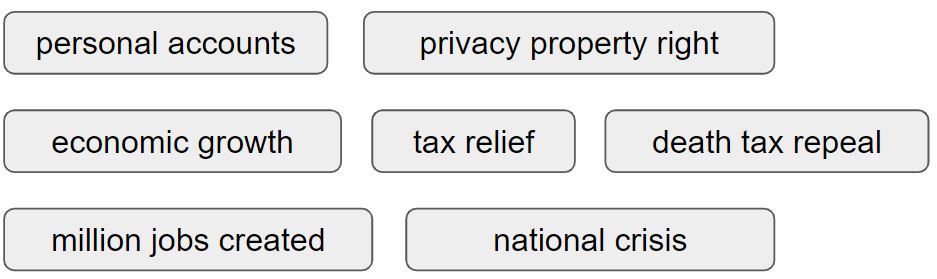 personal accounts privacy property right
economic growth tax relief death tax repeal
million jobs created national crisis